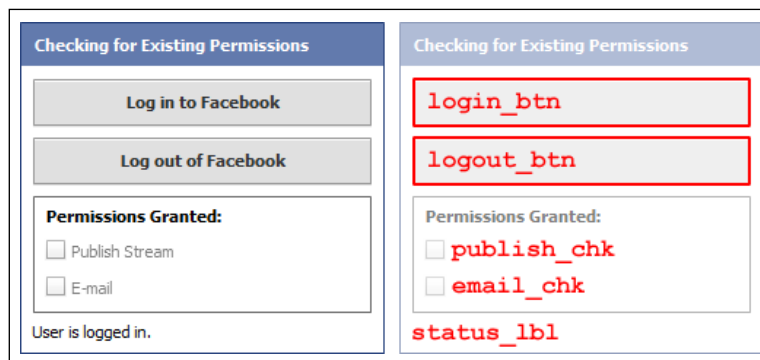 Checking for Existing Permissions
Log in to Facebook
Log out of Facebook
Permissions Granted:
Publish Stream
E-mail
User is logged in.
Checking for Existing Permissions
login_btn
logout_btn
Permissions Granted:
publish_chk
email_chk
status_lbl